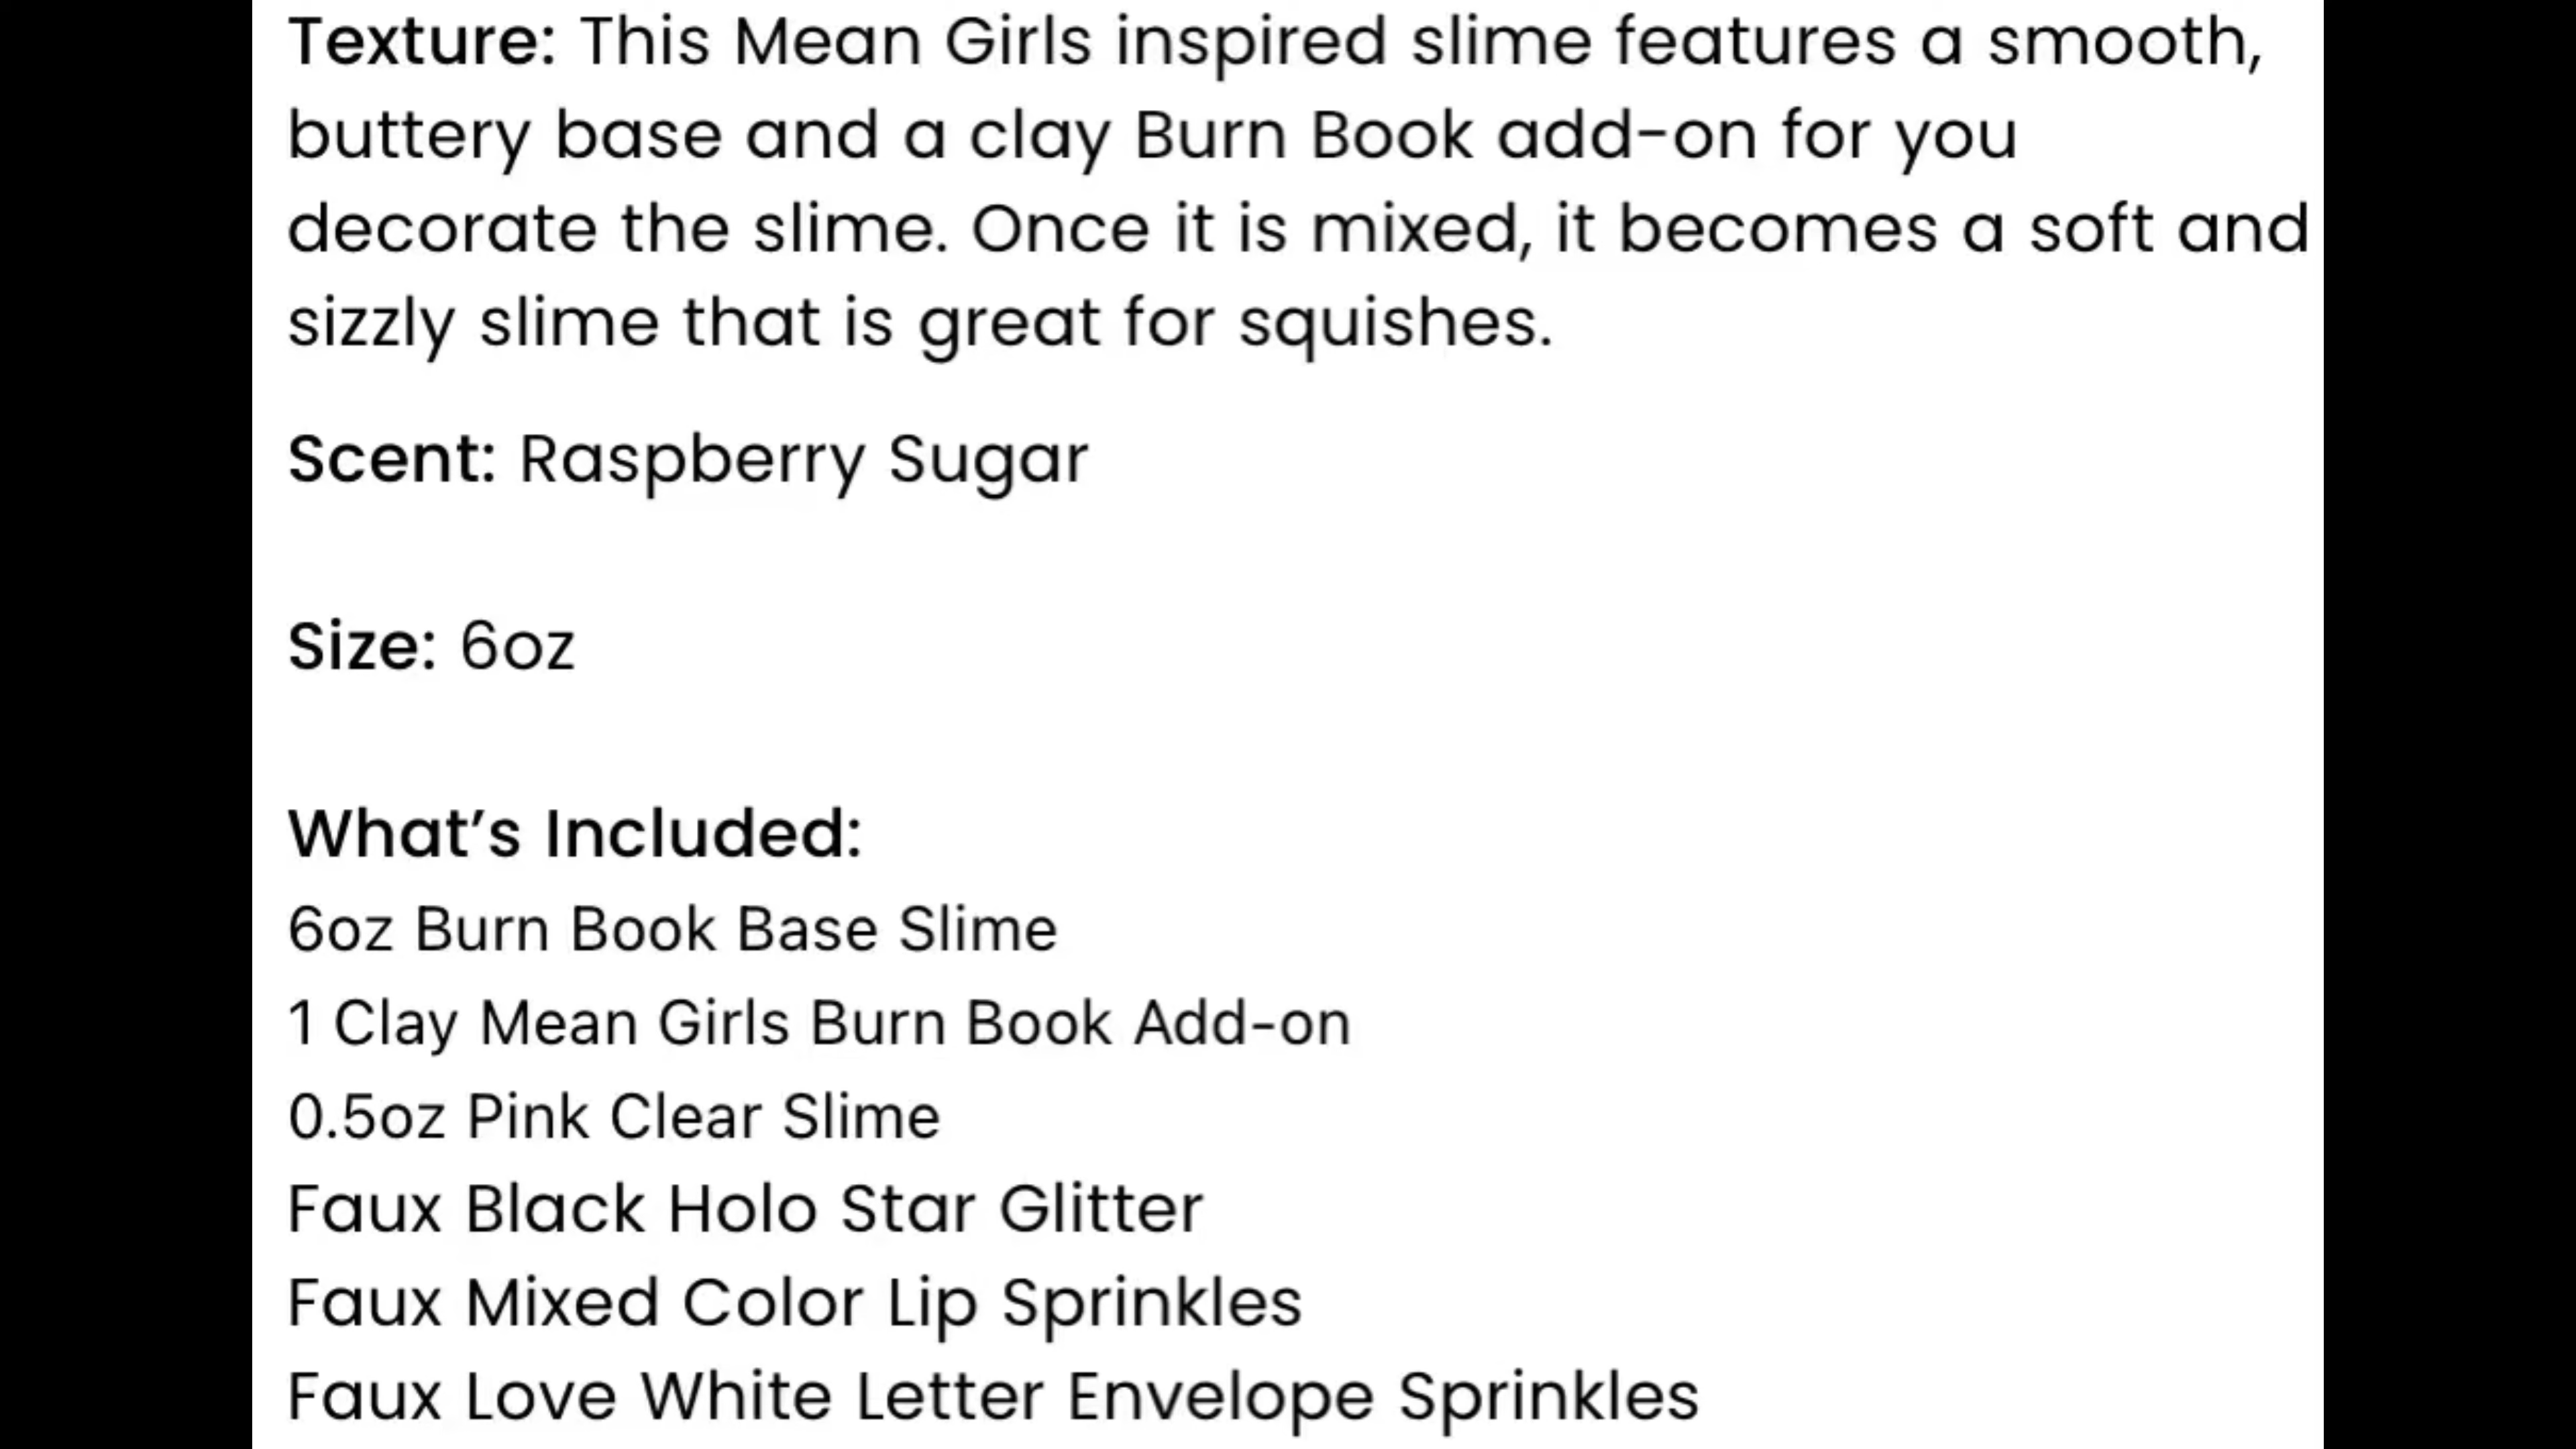 Texture: This Mean Girls inspired slime features a smooth,
buttery base and a clay Burn Book add-on for you
decorate the slime. Once it is mixed, it becomes a soft and
sizzly slime that is great for squishes.
Scent: Raspberry Sugar
Size: 6oz
What's Included:
6oz Burn Book Base Slime
1 Clay Mean Girls Burn Book Add-on
0.5oz Pink Clear Slime
Faux Black Holo Star Glitter
Faux Mixed Color Lip Sprinkles
Faux Love White Letter Envelope Sprinkles